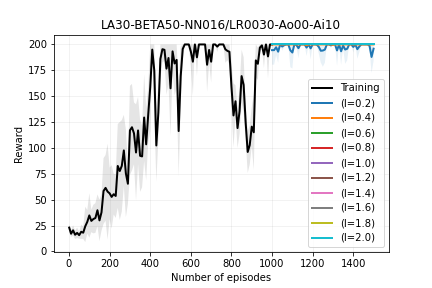 LA30-BETA50-NN016/LR0030-Ao00-Ai10
200
175
150
125
100
75
50
25
0
Reward
Training
(l=0.2)
(l=0.4)
(l=0.6)
(l=0.8)
(l=1.0)
(l=1.2)
(l=1.4)
(l=1.6)
(l=1.8)
(l=2.0)
0 200 400 600 800 1000 1200 1400
Number of episodes